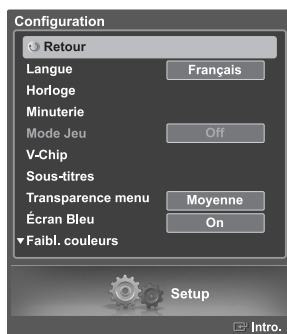 Configuration
Retour
Langue Français
Horloge
Minuterie
Mode Jeu Off
V-Chip
Sous-titres
Transparence menu Moyenne
Écran Bleu On
▼Faibl. couleurs
Setup
Intro.